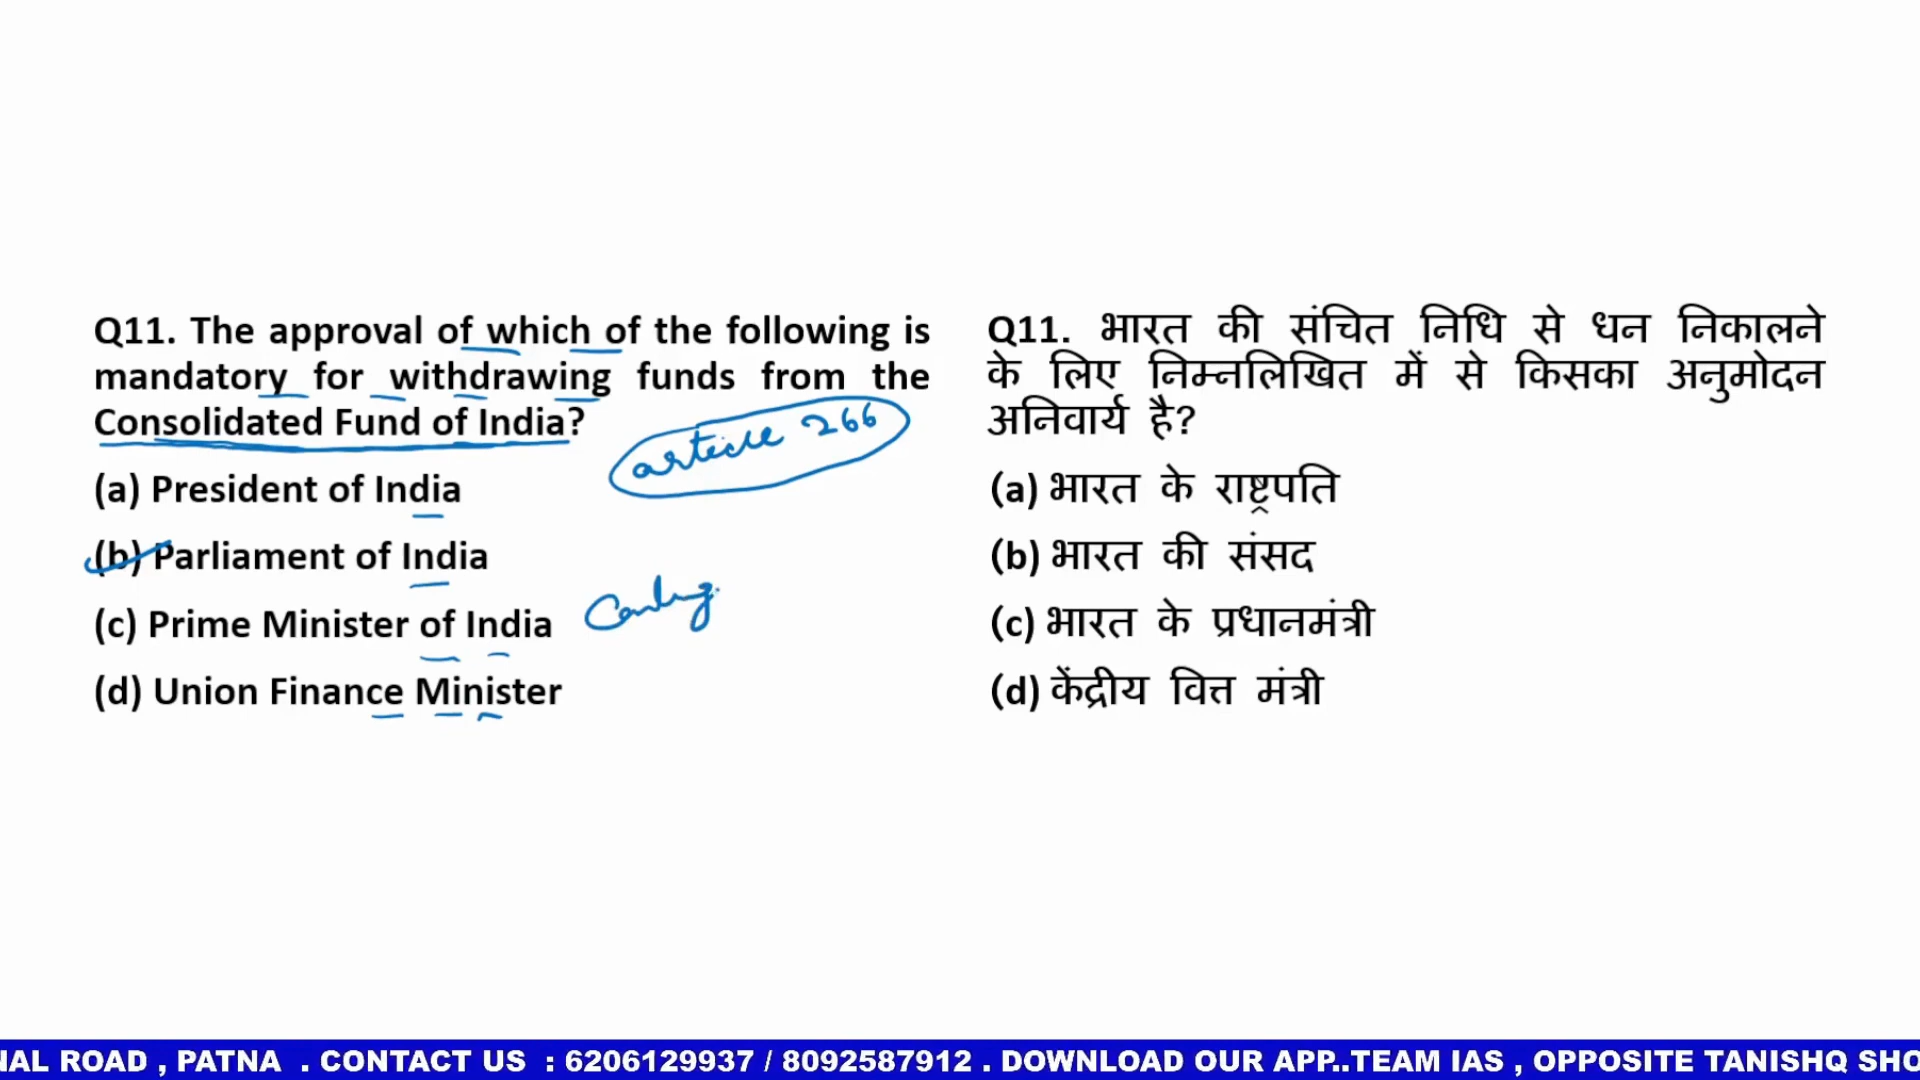 Q11. The approval of which of the following is
mandatory for withdrawing funds from the
Consolidated Fund of India?
article 266
(a) President of India
(b) Parliament of India
(c) Prime Minister of India
(d) Union Finance Minister
Q11. भारत की संचित निधि से धन निकालने
के लिए निम्नलिखित में से किसका अनुमोदन
अनिवार्य है?
(a) भारत के राष्ट्रपति
(b) भारत की संसद
(c) भारत के प्रधानमंत्री
(d) केंद्रीय वित्त मंत्री
NAL ROAD , PATNA . CONTACT US : 6206129937 / 8092587912 . DOWNLOAD OUR APP..TEAM IAS , OPPOSITE TANISHQ SHO